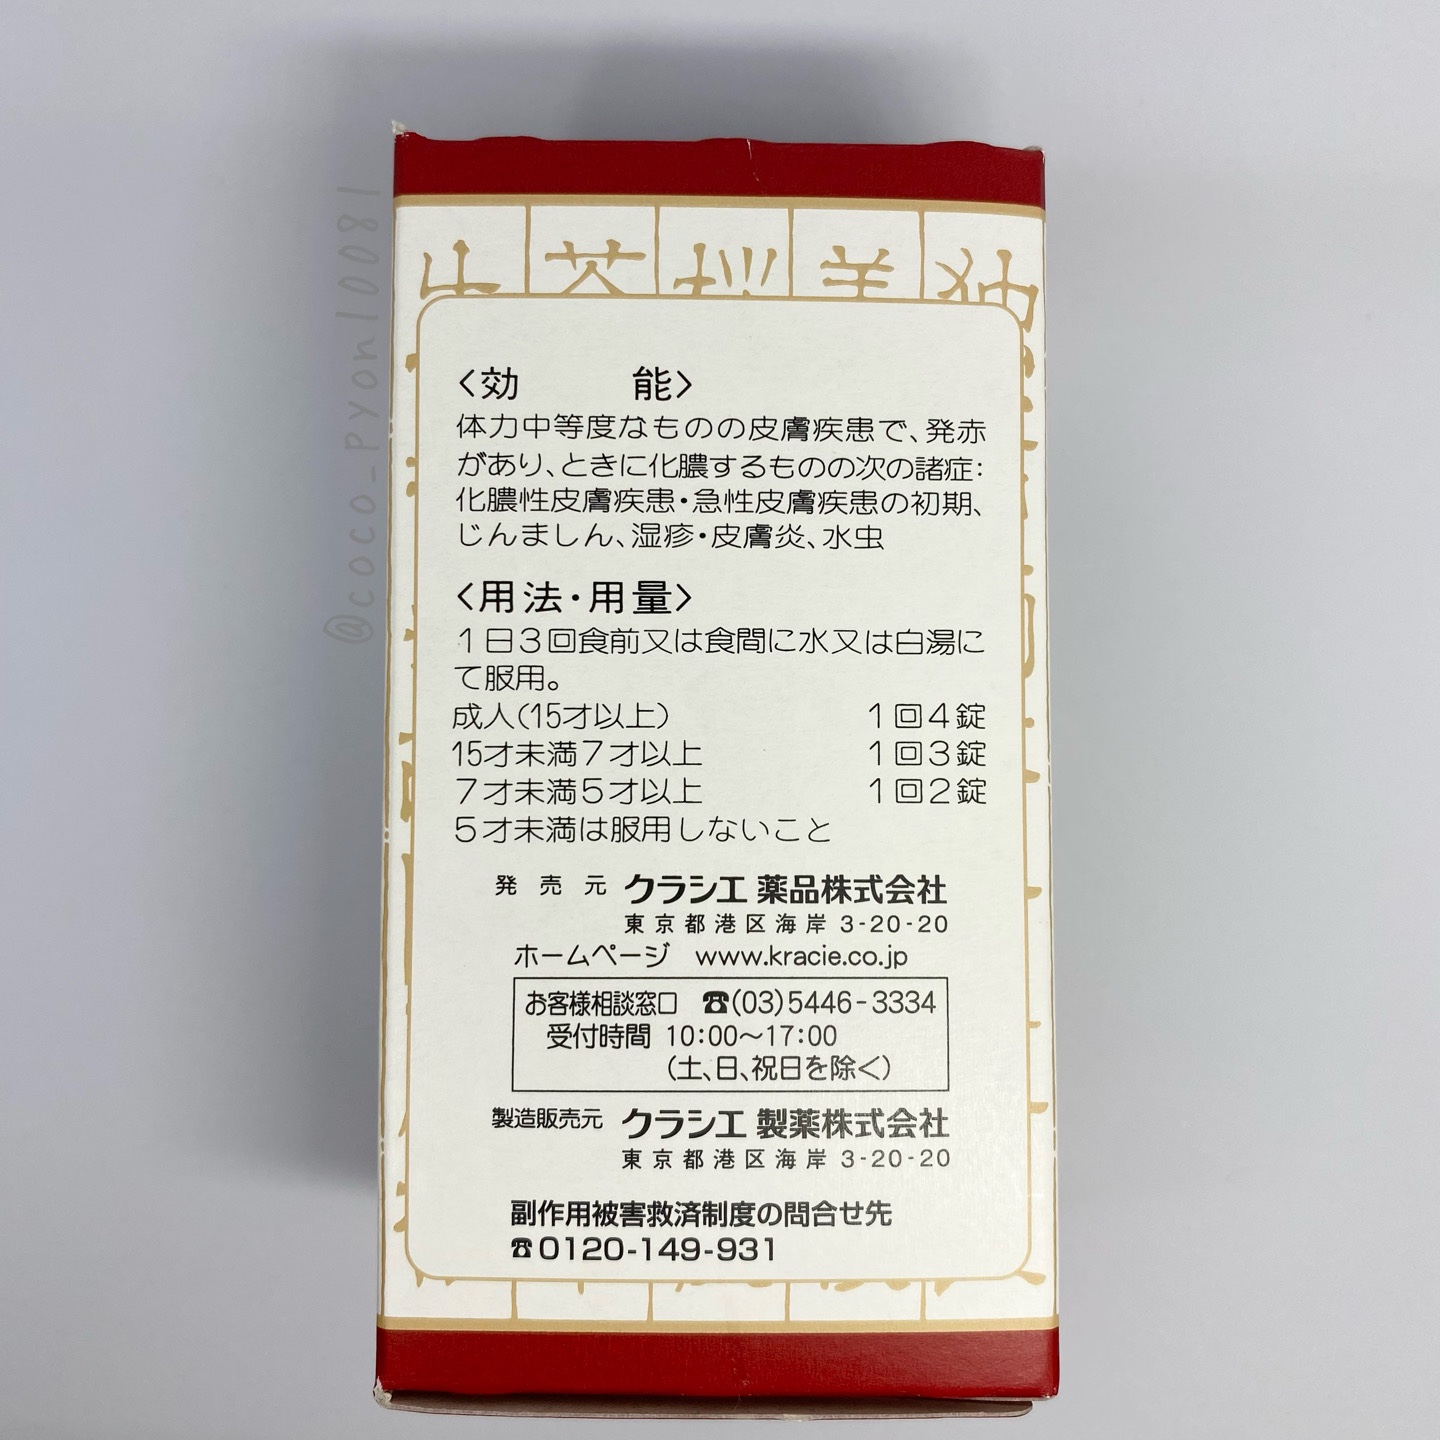 〈効　能〉
体力中等度なものの皮膚疾患で、発赤
があり、ときに化膿するものの次の諸症：
化膿性皮膚疾患・急性皮膚疾患の初期、
じんましん、湿疹・皮膚炎、水虫
〈用法・用量〉
１日３回食前又は食間に水又は白湯に
て服用。
成人(15才以上)　１回４錠
15才未満７才以上　１回３錠
７才未満５才以上　１回２錠
５才未満は服用しないこと
発売元　クラシエ薬品株式会社
東京都港区海岸 3-20-20
ホームページ　www.kracie.co.jp
お客様相談窓口　☎(03)5446-3334
受付時間 10:00～17:00
(土、日、祝日を除く)
製造販売元　クラシエ製薬株式会社
東京都港区海岸 3-20-20
副作用被害救済制度の問合せ先
☎0120-149-931
@coco_pyon10081